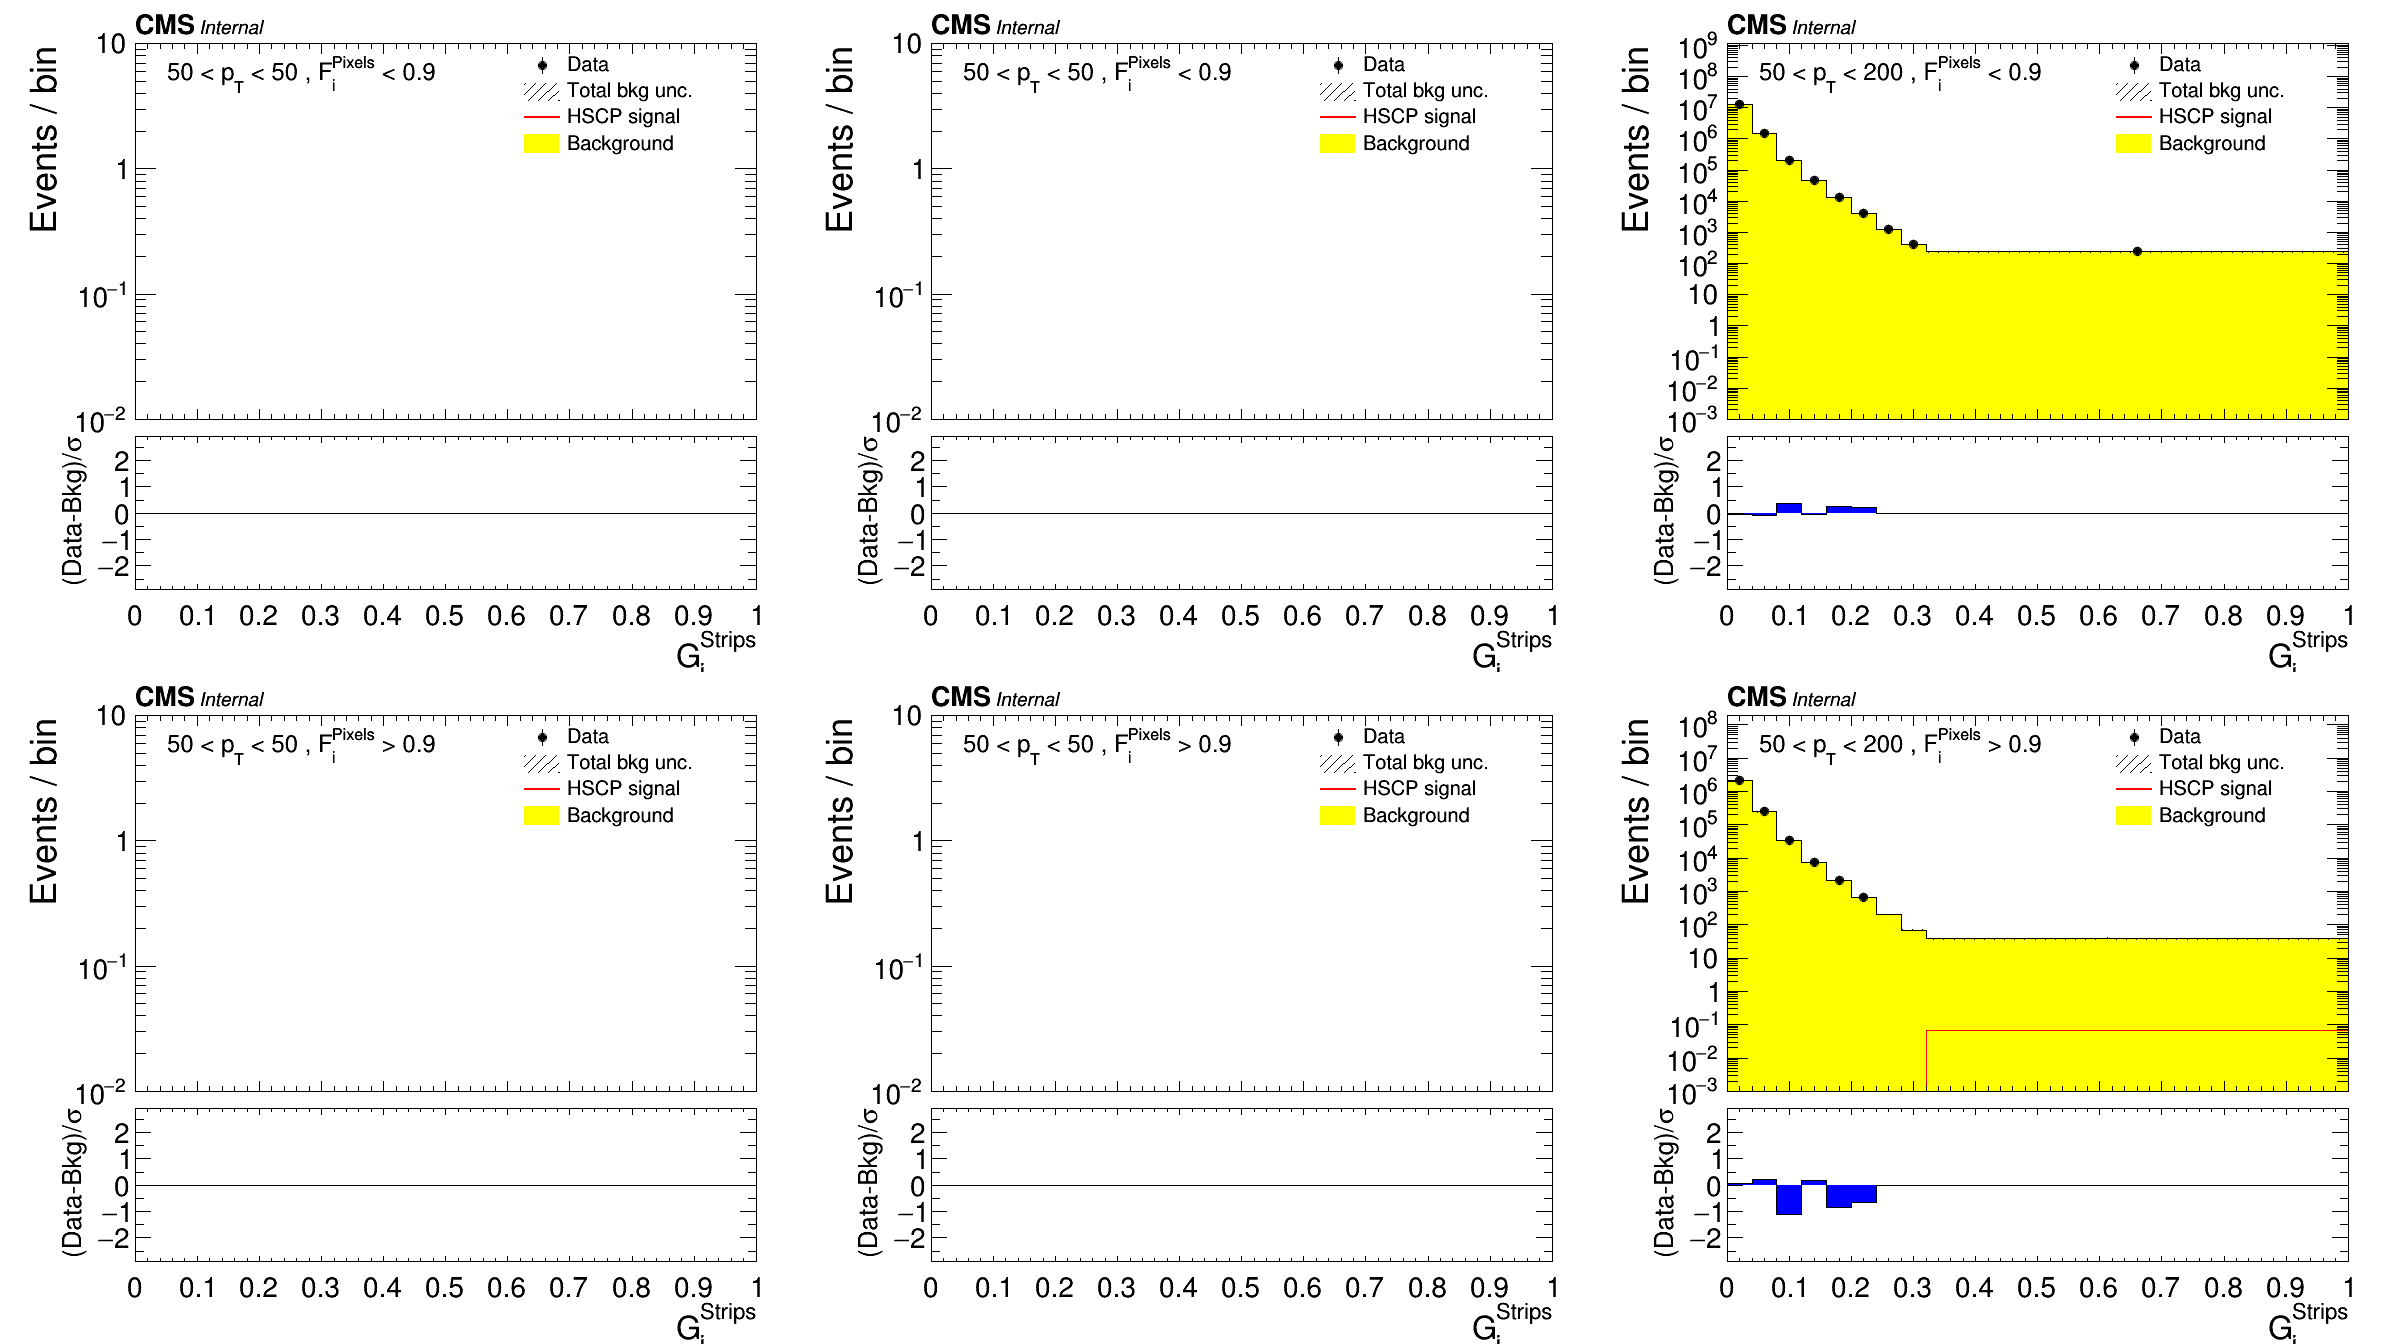 CMS Internal
Events / bin
50 < p_T < 50 , F_i^Pixels < 0.9
Data
Total bkg unc.
HSCP signal
Background
10
1
10⁻¹
10⁻²
(Data-Bkg)/σ
2
1
0
−1
−2
0 0.1 0.2 0.3 0.4 0.5 0.6 0.7 0.8 0.9 1
G_i^Strips
CMS Internal
Events / bin
50 < p_T < 50 , F_i^Pixels < 0.9
Data
Total bkg unc.
HSCP signal
Background
10
1
10⁻¹
10⁻²
(Data-Bkg)/σ
2
1
0
−1
−2
0 0.1 0.2 0.3 0.4 0.5 0.6 0.7 0.8 0.9 1
G_i^Strips
CMS Internal
Events / bin
50 < p_T < 200 , F_i^Pixels < 0.9
Data
Total bkg unc.
HSCP signal
Background
10⁹
10⁸
10⁷
10⁶
10⁵
10⁴
10³
10²
10
1
10⁻¹
10⁻²
10⁻³
(Data-Bkg)/σ
2
1
0
−1
−2
0 0.1 0.2 0.3 0.4 0.5 0.6 0.7 0.8 0.9 1
G_i^Strips
CMS Internal
Events / bin
50 < p_T < 50 , F_i^Pixels > 0.9
Data
Total bkg unc.
HSCP signal
Background
10
1
10⁻¹
10⁻²
(Data-Bkg)/σ
2
1
0
−1
−2
0 0.1 0.2 0.3 0.4 0.5 0.6 0.7 0.8 0.9 1
G_i^Strips
CMS Internal
Events / bin
50 < p_T < 50 , F_i^Pixels > 0.9
Data
Total bkg unc.
HSCP signal
Background
10
1
10⁻¹
10⁻²
(Data-Bkg)/σ
2
1
0
−1
−2
0 0.1 0.2 0.3 0.4 0.5 0.6 0.7 0.8 0.9 1
G_i^Strips
CMS Internal
Events / bin
50 < p_T < 200 , F_i^Pixels > 0.9
Data
Total bkg unc.
HSCP signal
Background
10⁸
10⁷
10⁶
10⁵
10⁴
10³
10²
10
1
10⁻¹
10⁻²
10⁻³
(Data-Bkg)/σ
2
1
0
−1
−2
0 0.1 0.2 0.3 0.4 0.5 0.6 0.7 0.8 0.9 1
G_i^Strips